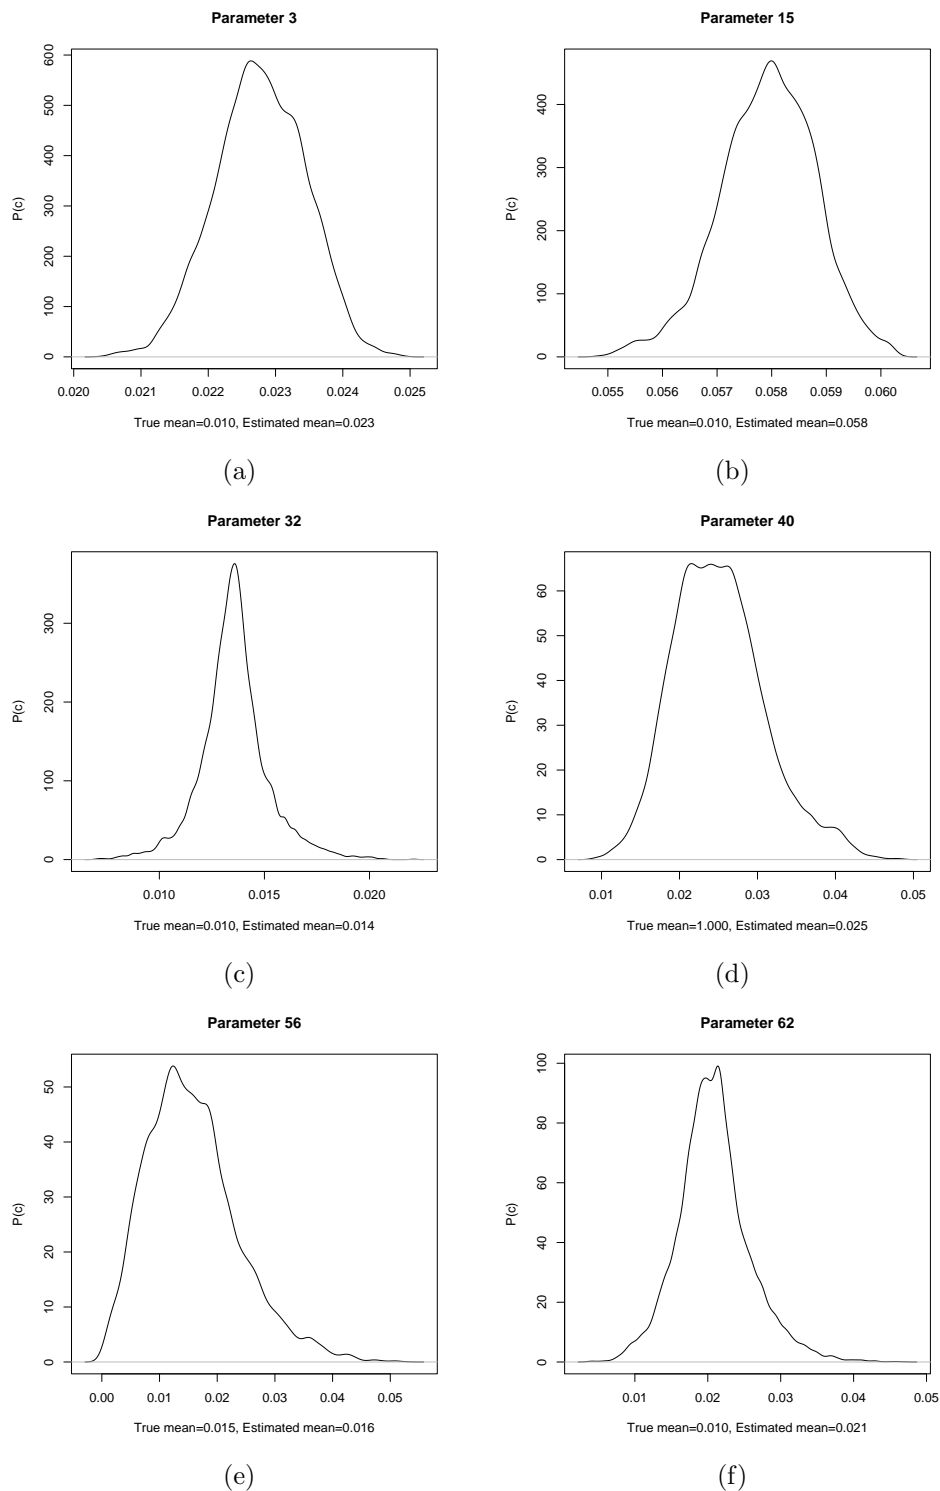 Parameter 3
P(c)
0
100
200
300
400
500
600
0.020 0.021 0.022 0.023 0.024 0.025
True mean=0.010, Estimated mean=0.023
(a)
Parameter 15
P(c)
0
100
200
300
400
0.055 0.056 0.057 0.058 0.059 0.060
True mean=0.010, Estimated mean=0.058
(b)
Parameter 32
P(c)
0
100
200
300
0.010 0.015 0.020
True mean=0.010, Estimated mean=0.014
(c)
Parameter 40
P(c)
0
10
20
30
40
50
60
0.01 0.02 0.03 0.04 0.05
True mean=1.000, Estimated mean=0.025
(d)
Parameter 56
P(c)
0
10
20
30
40
50
0.00 0.01 0.02 0.03 0.04 0.05
True mean=0.015, Estimated mean=0.016
(e)
Parameter 62
P(c)
0
20
40
60
80
100
0.01 0.02 0.03 0.04 0.05
True mean=0.010, Estimated mean=0.021
(f)